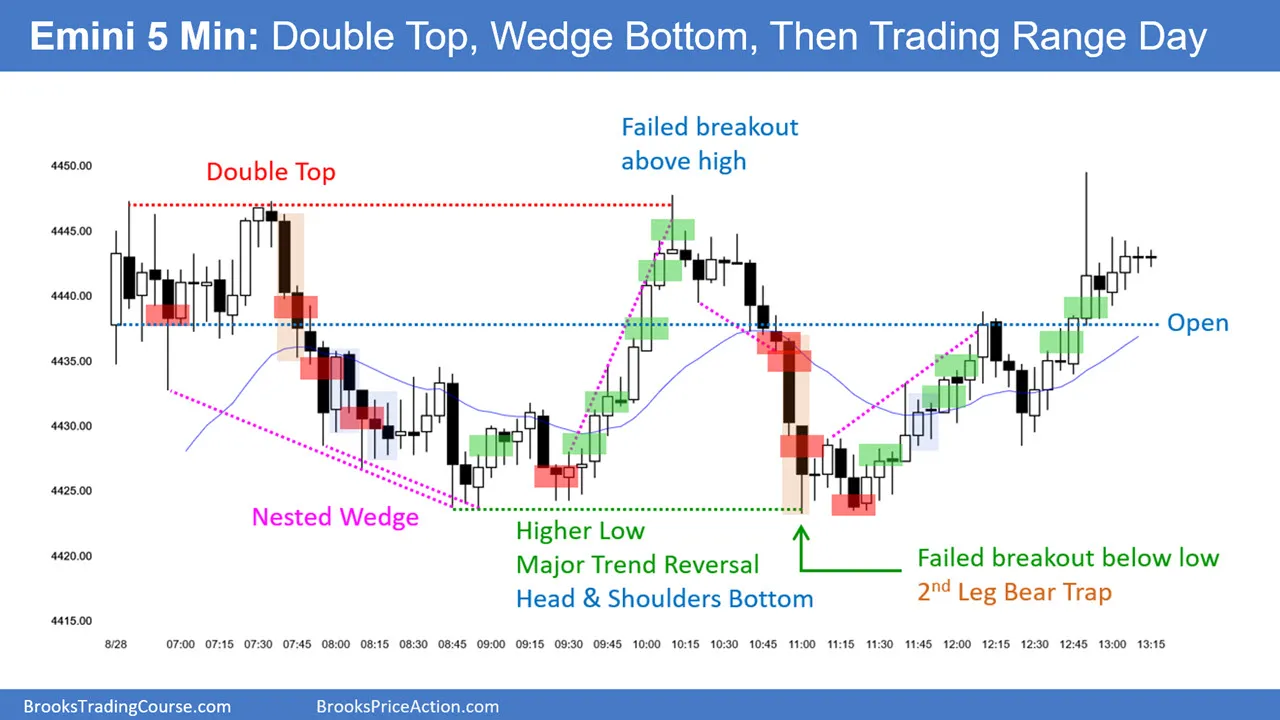 Emini 5 Min: Double Top, Wedge Bottom, Then Trading Range Day
Failed breakout
above high
Double Top
4450.00
4445.00
4440.00
4435.00
4430.00
4425.00
4420.00
4415.00
Open
Nested Wedge
Higher Low
Major Trend Reversal
Head & Shoulders Bottom
Failed breakout below low
2nd Leg Bear Trap
8/28 07:00 07:15 07:30 07:45 08:00 08:15 08:30 08:45 09:00 09:15 09:30 09:45 10:00 10:15 10:30 10:45 11:00 11:15 11:30 11:45 12:00 12:15 12:30 12:45 13:00 13:15
BrooksTradingCourse.com BrooksPriceAction.com